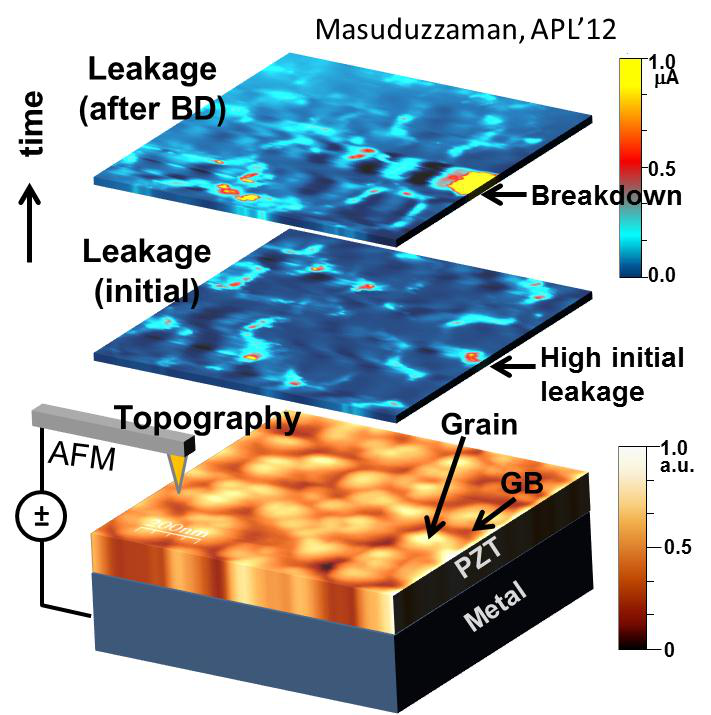 Masuduzzaman, APL’12
Leakage
(after BD)
time
1.0
μA
0.5
0.0
Breakdown
Leakage
(initial)
High initial
leakage
Topography
AFM
±
Grain
GB
200nm
PZT
Metal
1.0
a.u.
0.5
0